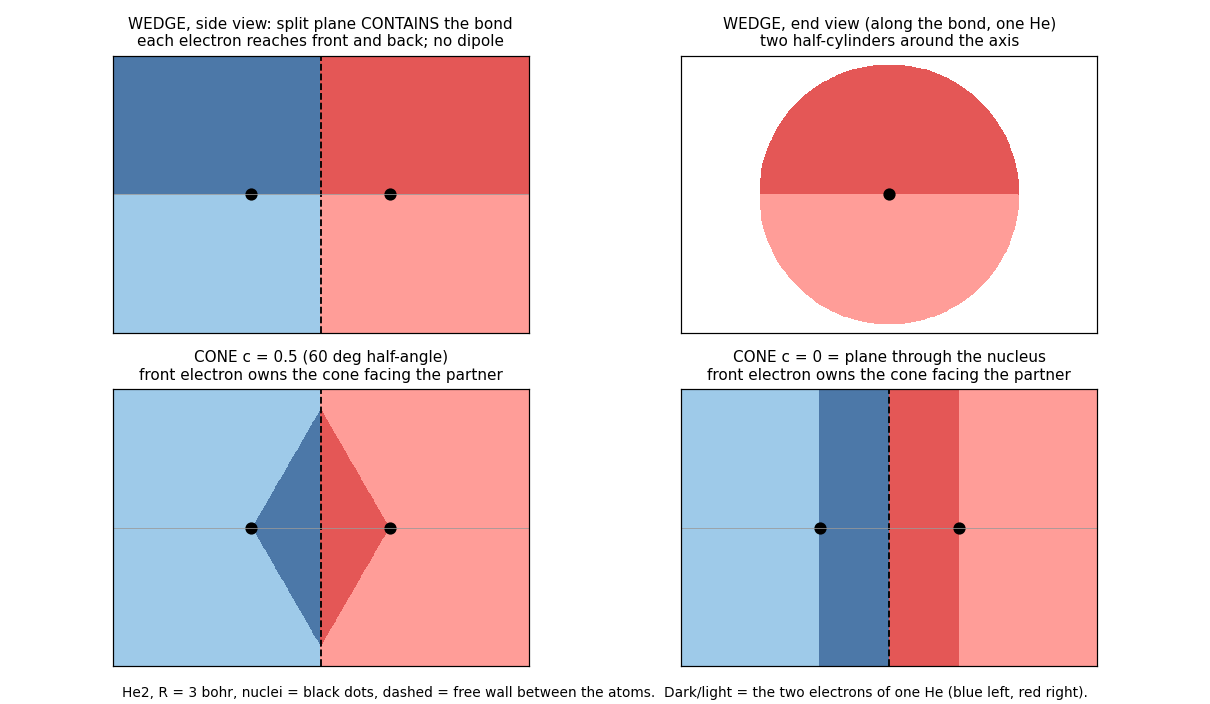 WEDGE, side view: split plane CONTAINS the bond
each electron reaches front and back; no dipole
WEDGE, end view (along the bond, one He)
two half-cylinders around the axis
CONE c = 0.5 (60 deg half-angle)
front electron owns the cone facing the partner
CONE c = 0 = plane through the nucleus
front electron owns the cone facing the partner
He2, R = 3 bohr, nuclei = black dots, dashed = free wall between the atoms.  Dark/light = the two electrons of one He (blue left, red right).